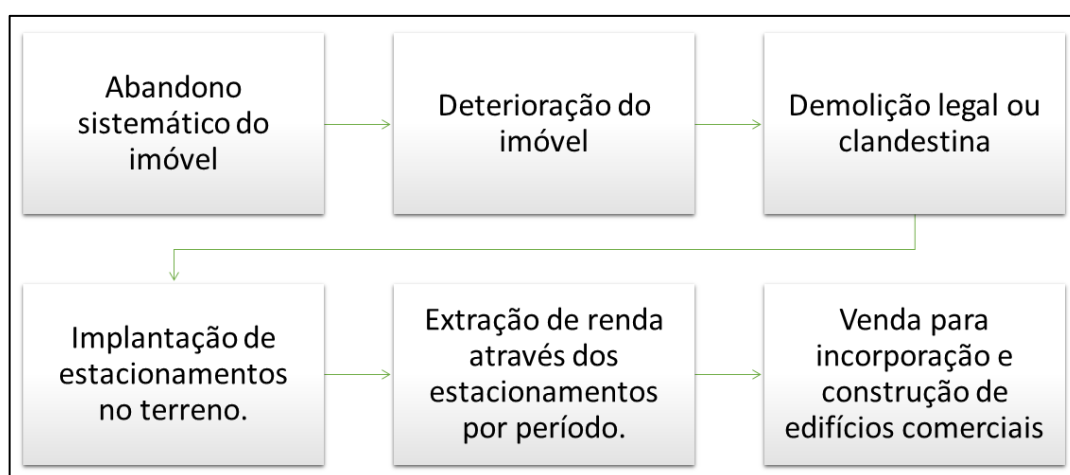 Abandono
sistemático do
imóvel
Deterioração do
imóvel
Demolição legal ou
clandestina
Implantação de
estacionamentos
no terreno.
Extração de renda
através dos
estacionamentos
por período.
Venda para
incorporação e
construção de
edifícios comerciais